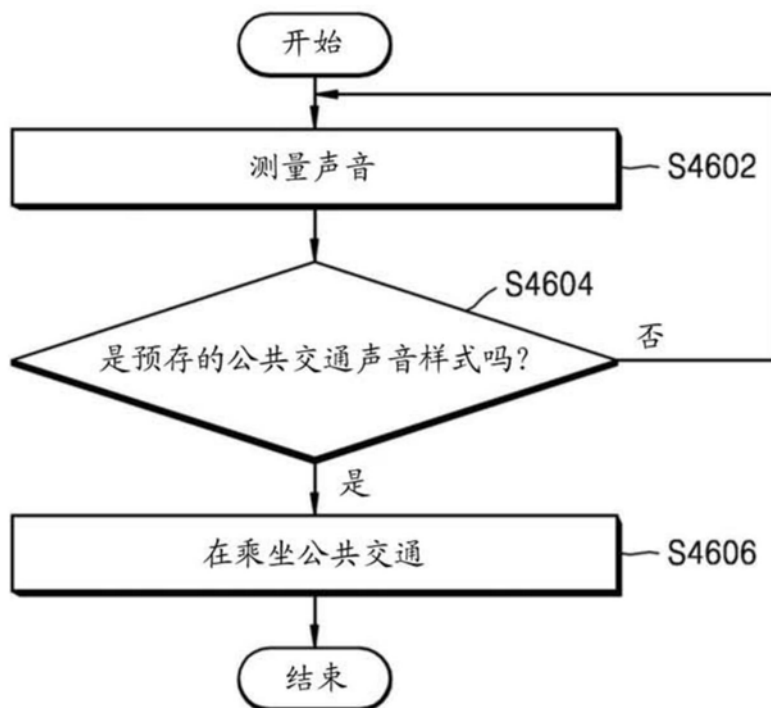 开始
测量声音
S4602
S4604
是预存的公共交通声音样式吗?
否
是
在乘坐公共交通
S4606
结束